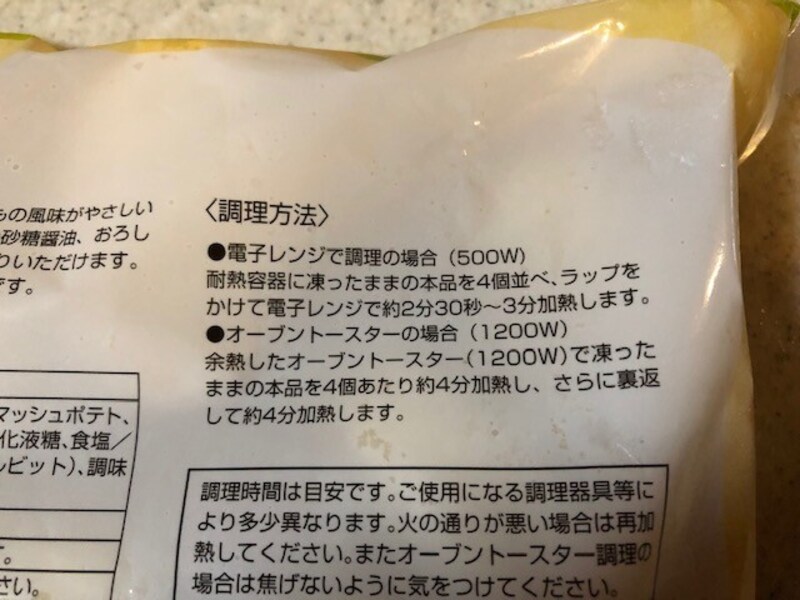 もの風味がやさしい
砂糖醤油、おろし
りいただけます。
です。
〈調理方法〉
●電子レンジで調理の場合（500W）
耐熱容器に凍ったままの本品を4個並べ、ラップを
かけて電子レンジで約2分30秒～3分加熱します。
●オーブントースターの場合（1200W）
余熱したオーブントースター（1200W）で凍った
ままの本品を4個あたり約4分加熱し、さらに裏返
して約4分加熱します。
マッシュポテト、
化液糖、食塩／
ルビット）、調味
す。
さい。
調理時間は目安です。ご使用になる調理器具等に
より多少異なります。火の通りが悪い場合は再加
熱してください。またオーブントースター調理の
場合は焦げないように気をつけてください。